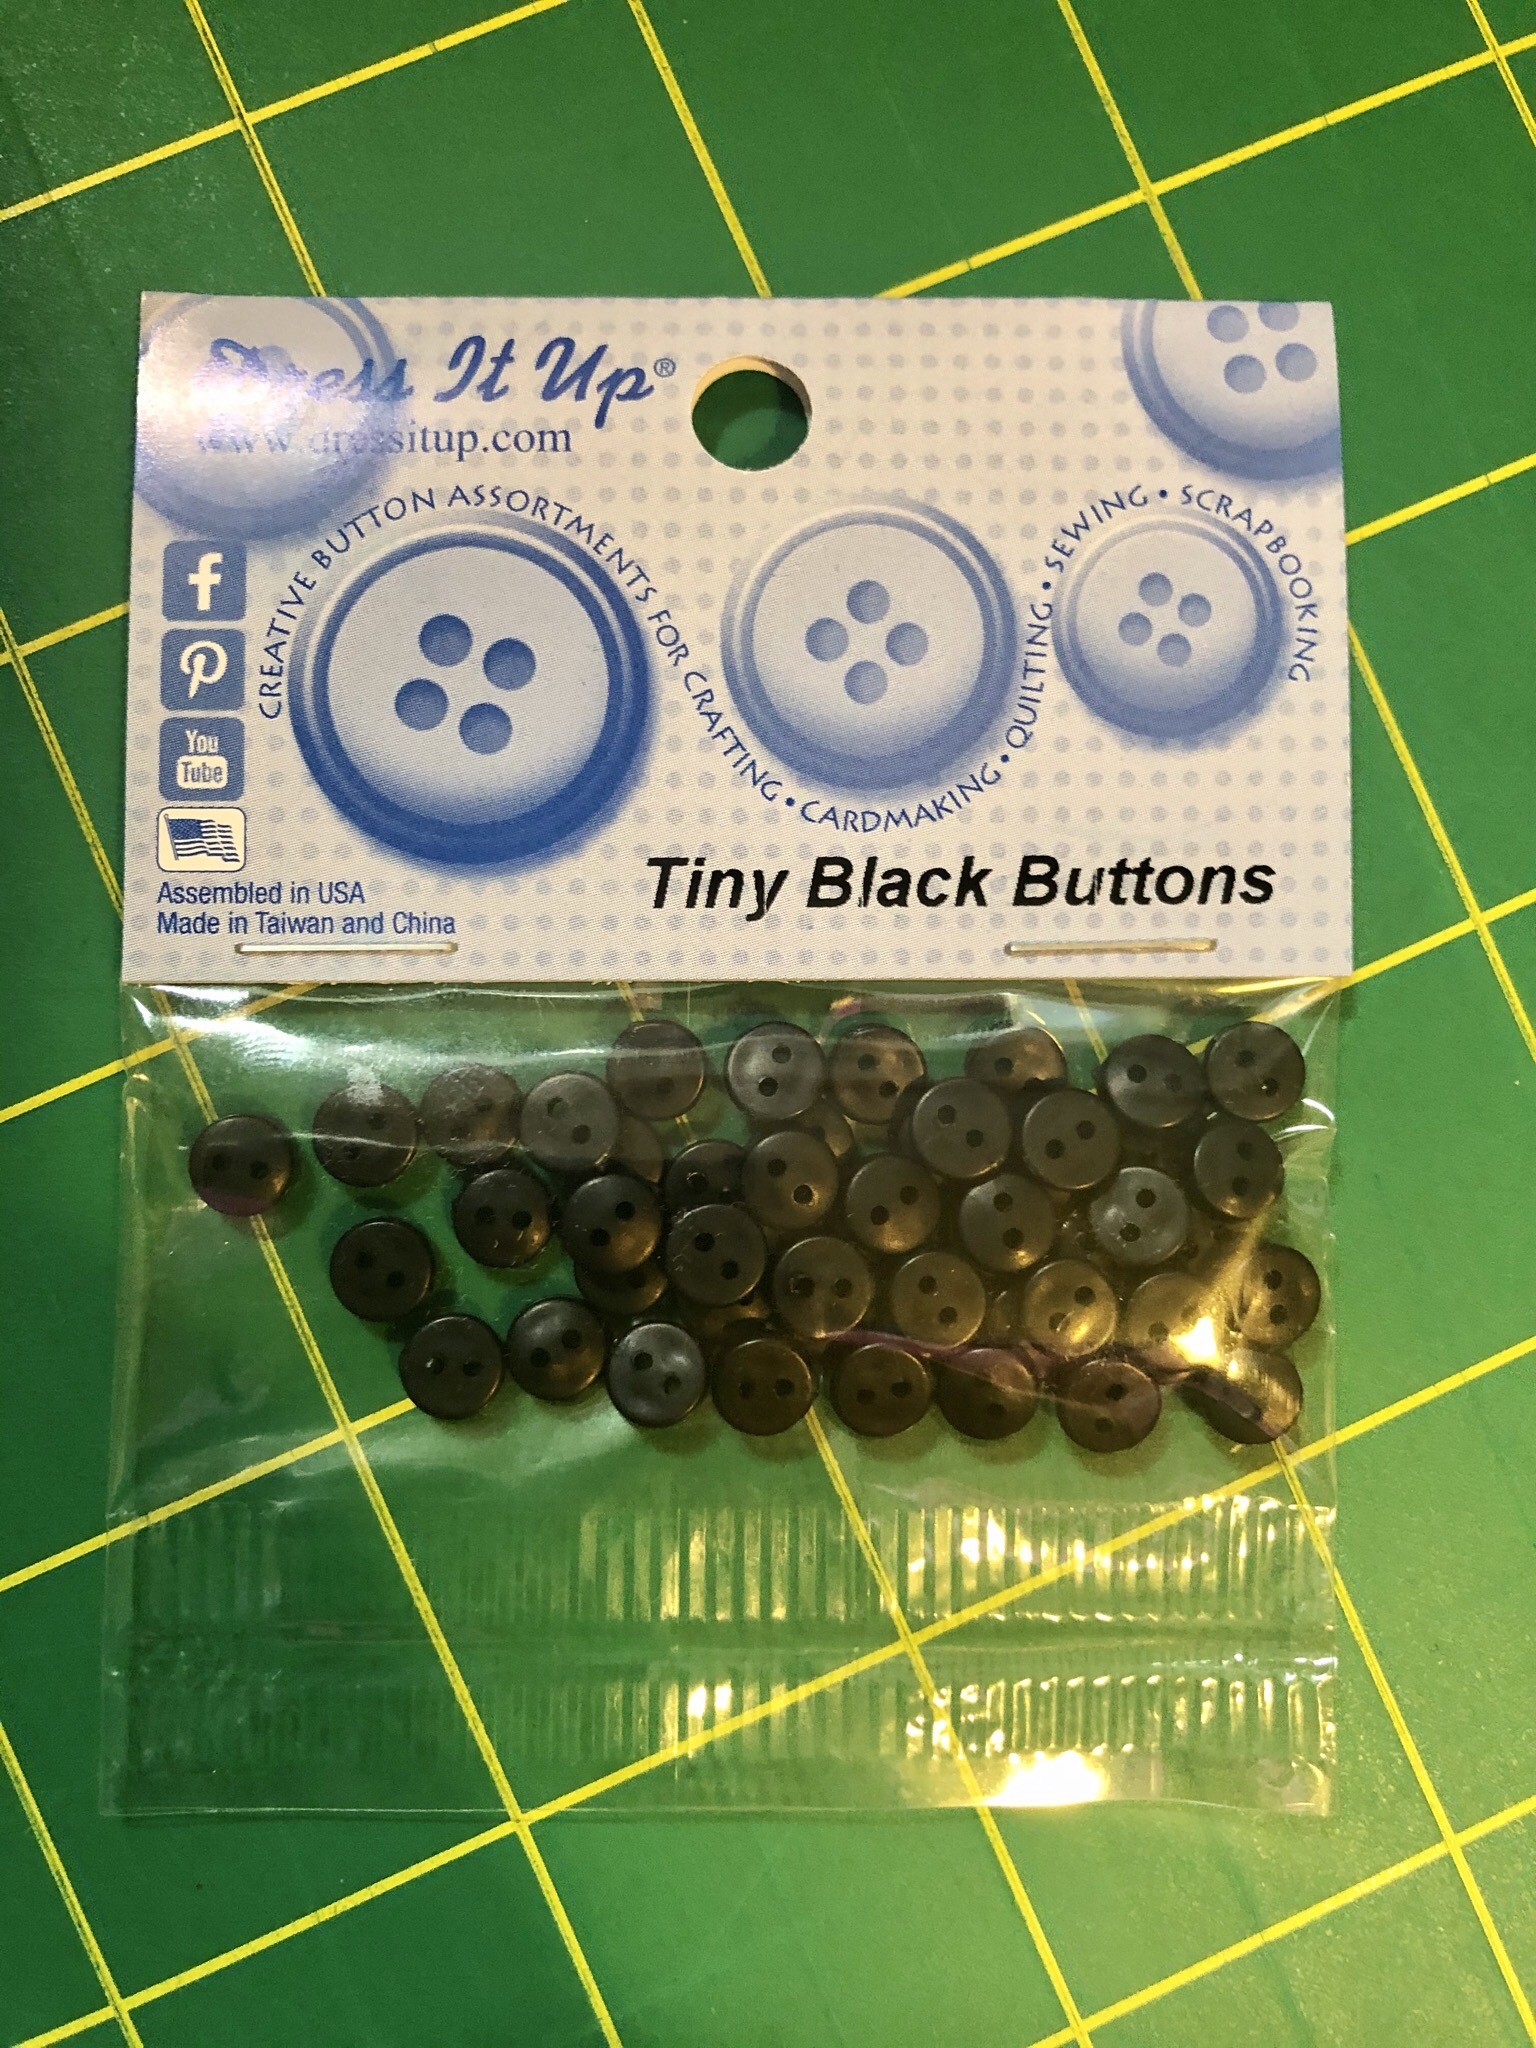 Dress It Up®
www.dressitup.com
CREATIVE BUTTON ASSORTMENTS FOR CRAFTING • CARDMAKING • QUILTING • SEWING • SCRAPBOOKING
f
P
You
Tube
Assembled in USA
Made in Taiwan and China
Tiny Black Buttons